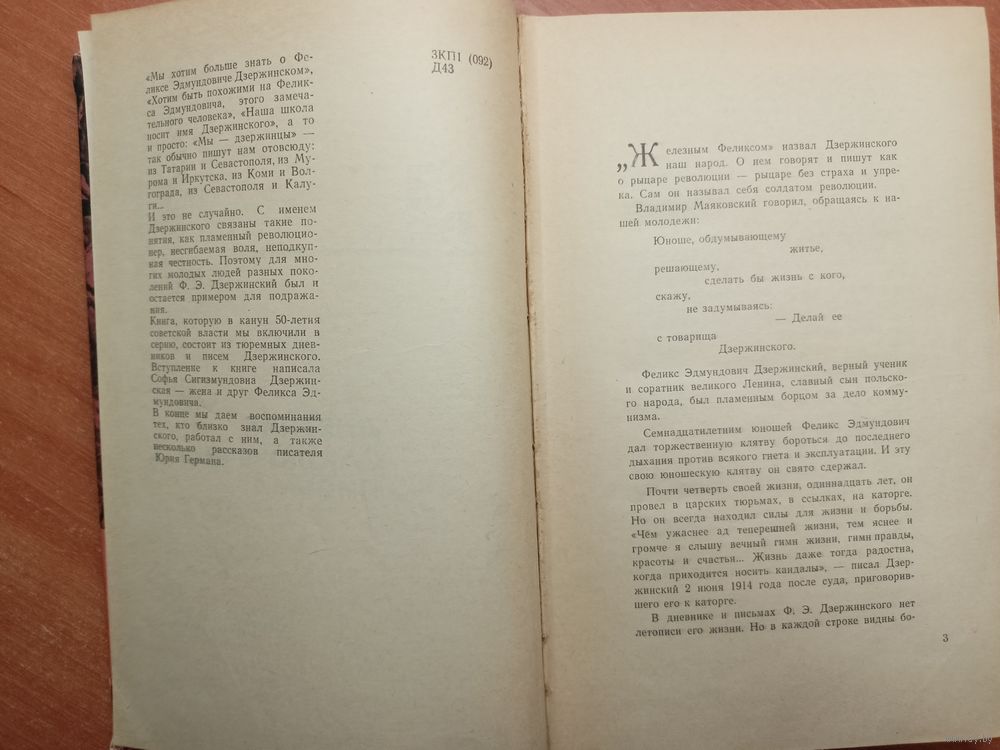 «Мы хотим больше знать о Фе-
ликсе Эдмундовиче Дзержинском»,
«Хотим быть похожими на Фелик-
са Эдмундовича, этого замеча-
тельного человека», «Наша школа
носит имя Дзержинского», а то
и просто: «Мы — дзержинцы» —
так обычно пишут нам отовсюду:
из Татарии и Севастополя, из Му-
рома и Иркутска, из Коми и Вол-
гограда, из Севастополя и Калу-
ги...
И это не случайно. С именем
Дзержинского связаны такие по-
нятия, как пламенный революцио-
нер, несгибаемая воля, неподкуп-
ная честность. Поэтому для мно-
гих молодых людей разных поко-
лений Ф. Э. Дзержинский был и
остается примером для подража-
ния.
Книга, которую в канун 50-летия
советской власти мы включили в
серию, состоит из тюремных днев-
ников и писем Дзержинского.
Вступление к книге написала
Софья Сигизмундовна Дзержин-
ская — жена и друг Феликса Эд-
мундовича.
В конце мы даем воспоминания
тех, кто близко знал Дзержин-
ского, работал с ним, а также
несколько рассказов писателя
Юрия Германа.
3КП1 (092)
Д43
„Железным Феликсом» назвал Дзержинского
наш народ. О нем говорят и пишут как
о рыцаре революции — рыцаре без страха и упре-
ка. Сам он называл себя солдатом революции.
Владимир Маяковский говорил, обращаясь к на-
шей молодежи:
Юноше, обдумывающему
житье,
решающему,
сделать бы жизнь с кого,
скажу,
не задумываясь:
— Делай ее
с товарища
Дзержинского.
Феликс Эдмундович Дзержинский, верный ученик
и соратник великого Ленина, славный сын польско-
го народа, был пламенным борцом за дело комму-
низма.
Семнадцатилетним юношей Феликс Эдмундович
дал торжественную клятву бороться до последнего
дыхания против всякого гнета и эксплуатации. И эту
свою юношескую клятву он свято сдержал.
Почти четверть своей жизни, одиннадцать лет, он
провел в царских тюрьмах, в ссылках, на каторге.
Но он всегда находил силы для жизни и борьбы.
«Чем ужаснее ад теперешней жизни, тем яснее и
громче я слышу вечный гимн жизни, гимн правды,
красоты и счастья... Жизнь даже тогда радостна,
когда приходится носить кандалы», — писал Дзер-
жинский 2 июня 1914 года после суда, приговорив-
шего его к каторге.
В дневнике и письмах Ф. Э. Дзержинского нет
летописи его жизни. Но в каждой строке видны бо-
3